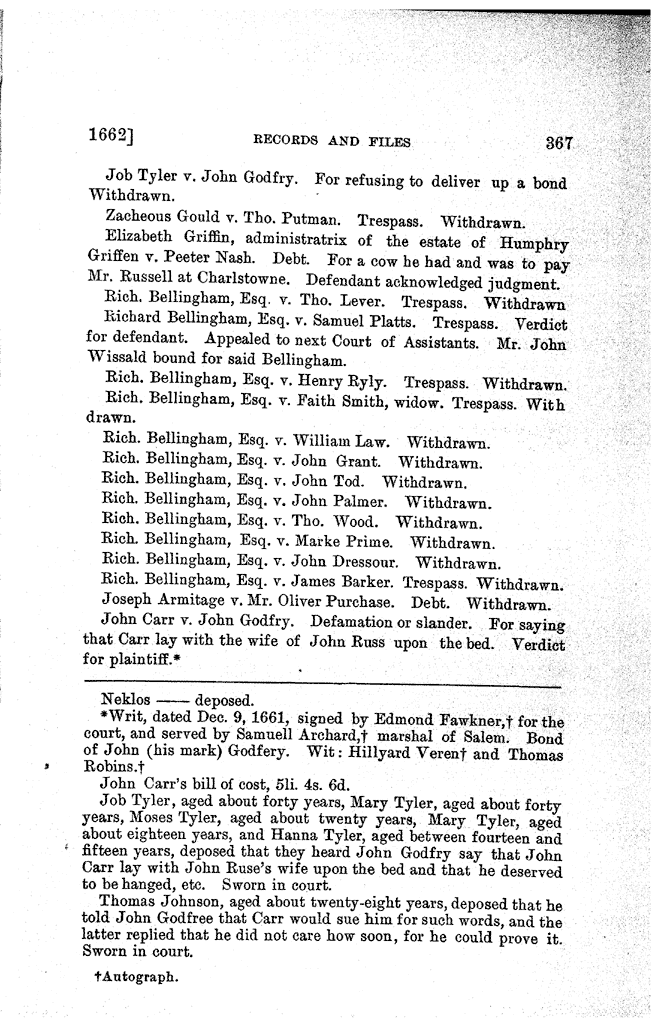 1662] RECORDS AND FILES 367
Job Tyler v. John Godfry. For refusing to deliver up a bond
Withdrawn.
Zacheous Gould v. Tho. Putman. Trespass. Withdrawn.
Elizabeth Griffin, administratrix of the estate of Humphry
Griffen v. Peeter Nash. Debt. For a cow he had and was to pay
Mr. Russell at Charlstowne. Defendant acknowledged judgment.
Rich. Bellingham, Esq. v. Tho. Lever. Trespass. Withdrawn
Richard Bellingham, Esq. v. Samuel Platts. Trespass. Verdict
for defendant. Appealed to next Court of Assistants. Mr. John
Wissald bound for said Bellingham.
Rich. Bellingham, Esq. v. Henry Ryly. Trespass. Withdrawn.
Rich. Bellingham, Esq. v. Faith Smith, widow. Trespass. With
drawn.
Rich. Bellingham, Esq. v. William Law. Withdrawn.
Rich. Bellingham, Esq. v. John Grant. Withdrawn.
Rich. Bellingham, Esq. v. John Tod. Withdrawn.
Rich. Bellingham, Esq. v. John Palmer. Withdrawn.
Rich. Bellingham, Esq. v. Tho. Wood. Withdrawn.
Rich. Bellingham, Esq. v. Marke Prime. Withdrawn.
Rich. Bellingham, Esq. v. John Dressour. Withdrawn.
Rich. Bellingham, Esq. v. James Barker. Trespass. Withdrawn.
Joseph Armitage v. Mr. Oliver Purchase. Debt. Withdrawn.
John Carr v. John Godfry. Defamation or slander. For saying
that Carr lay with the wife of John Russ upon the bed. Verdict
for plaintiff.*
Neklos —— deposed.
*Writ, dated Dec. 9, 1661, signed by Edmond Fawkner,† for the
court, and served by Samuell Archard,† marshal of Salem. Bond
of John (his mark) Godfery. Wit: Hillyard Veren† and Thomas
Robins.†
John Carr's bill of cost, 5li. 4s. 6d.
Job Tyler, aged about forty years, Mary Tyler, aged about forty
years, Moses Tyler, aged about twenty years, Mary Tyler, aged
about eighteen years, and Hanna Tyler, aged between fourteen and
fifteen years, deposed that they heard John Godfry say that John
Carr lay with John Ruse's wife upon the bed and that he deserved
to be hanged, etc. Sworn in court.
Thomas Johnson, aged about twenty-eight years, deposed that he
told John Godfree that Carr would sue him for such words, and the
latter replied that he did not care how soon, for he could prove it.
Sworn in court.
†Autograph.